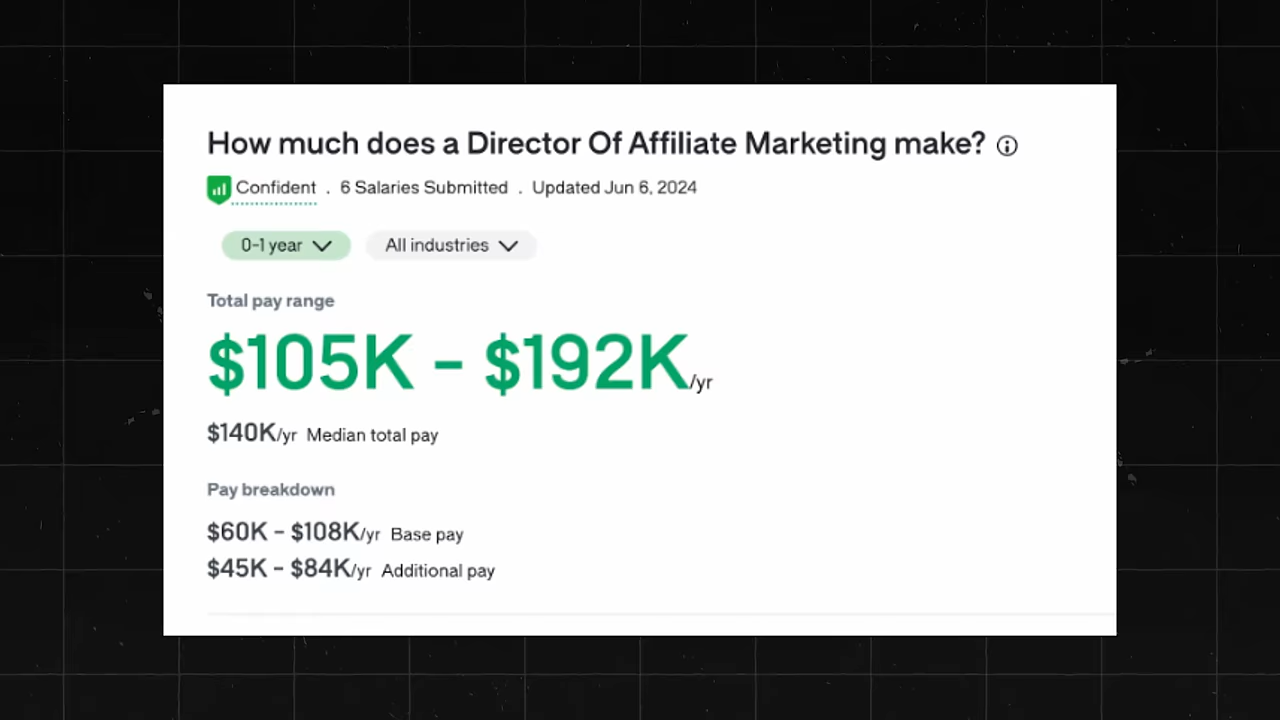 How much does a Director Of Affiliate Marketing make?
Confident . 6 Salaries Submitted . Updated Jun 6, 2024
0-1 year All industries
Total pay range
$105K - $192K/yr
$140K/yr Median total pay
Pay breakdown
$60K - $108K/yr Base pay
$45K - $84K/yr Additional pay